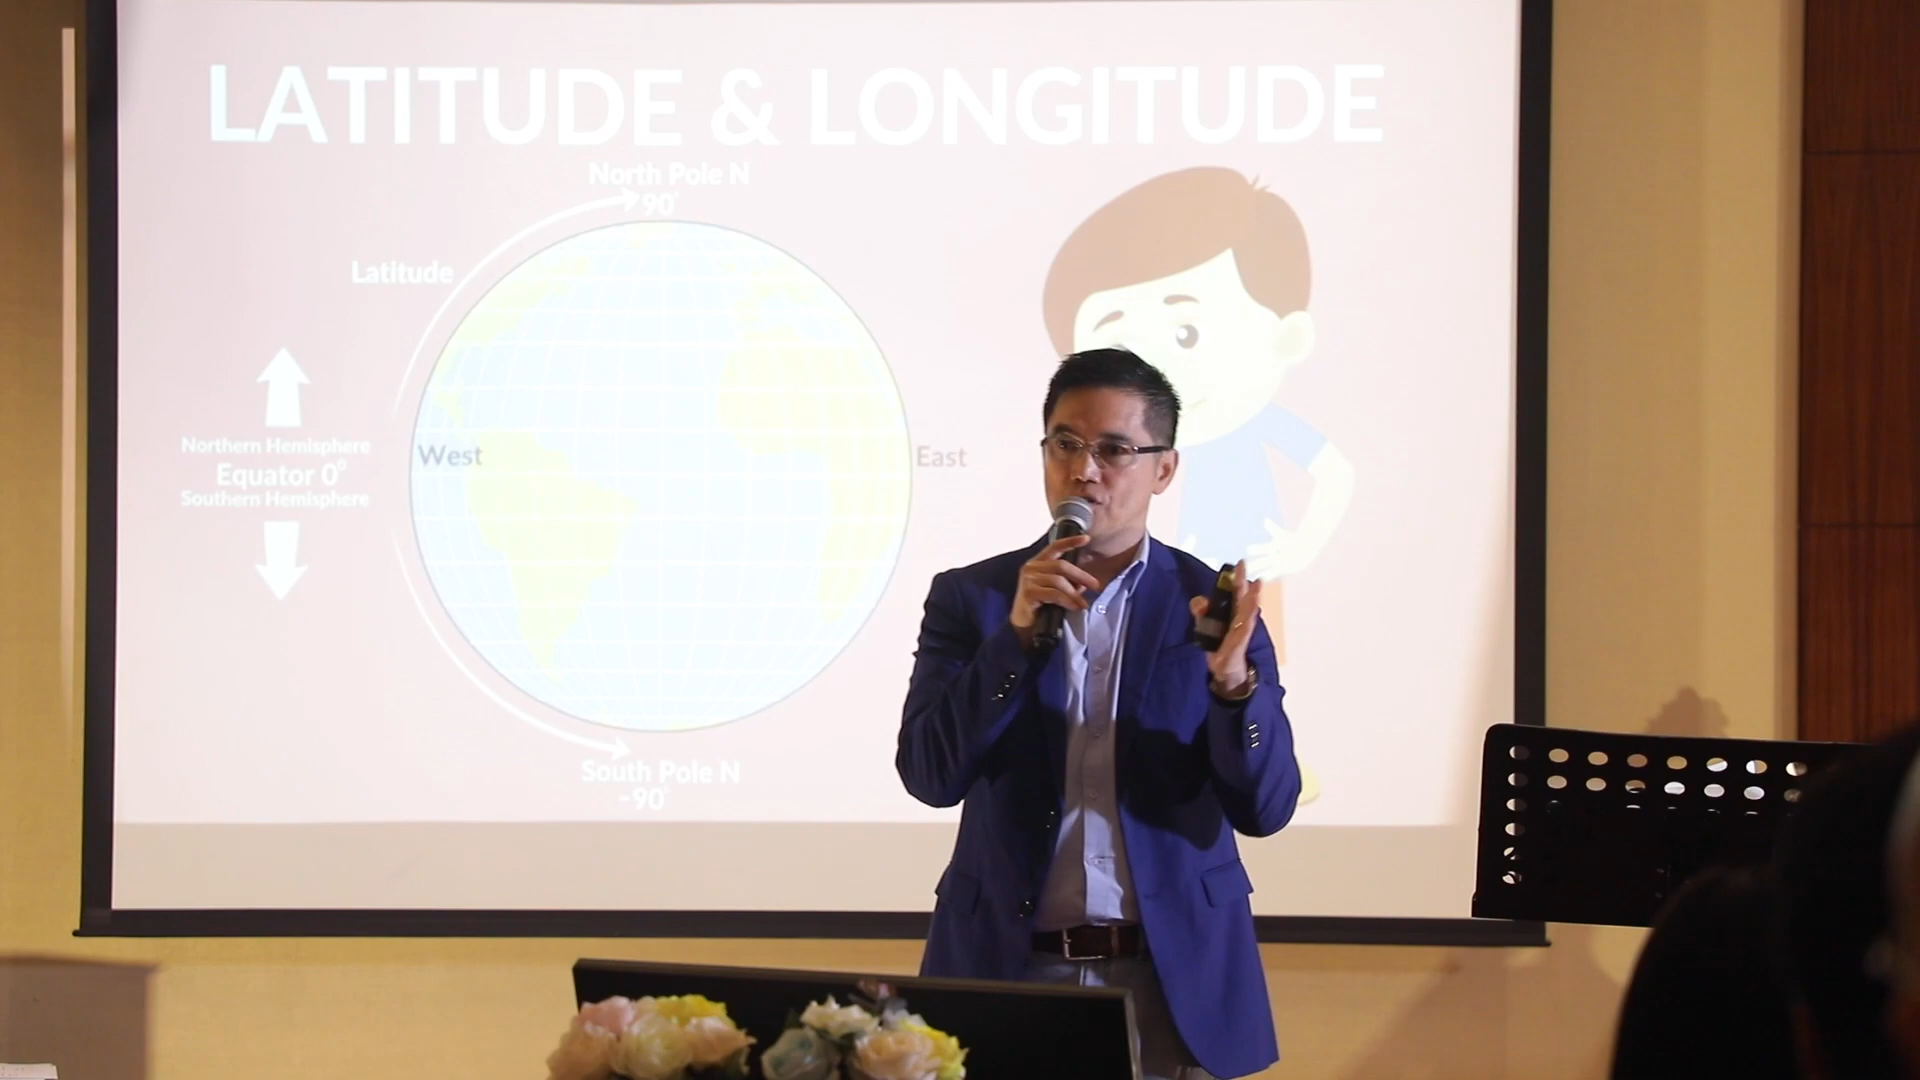 LATITUDE & LONGITUDE
North Pole N
90°
Latitude
Northern Hemisphere
Equator 0°
Southern Hemisphere
West
East
South Pole N
-90°